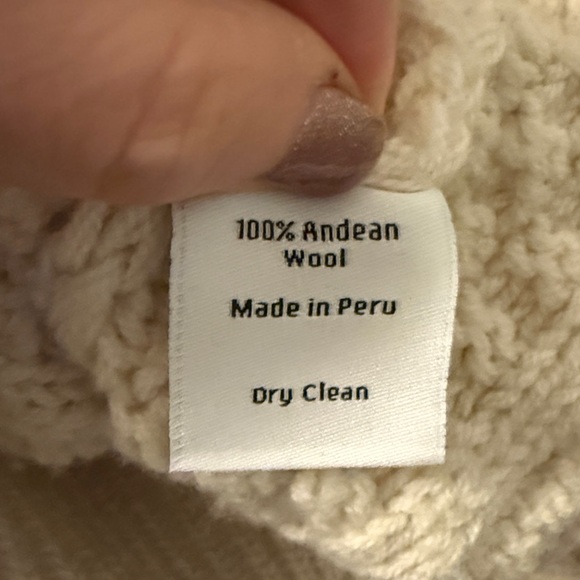 100% Andean
Wool
Made in Peru
Dry Clean